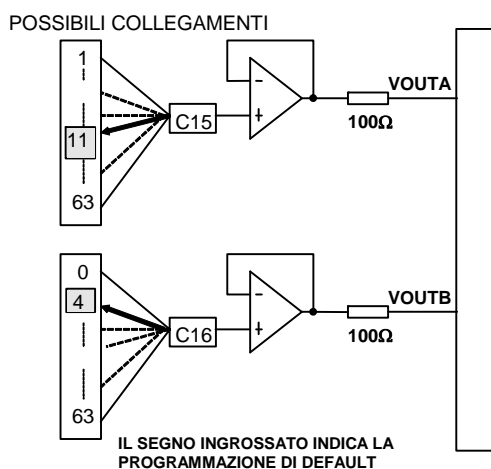 POSSIBILI COLLEGAMENTI
1
11
63
C15
-
+
VOUTA
100Ω
0
4
63
C16
-
+
VOUTB
100Ω
IL SEGNO INGROSSATO INDICA LA
PROGRAMMAZIONE DI DEFAULT